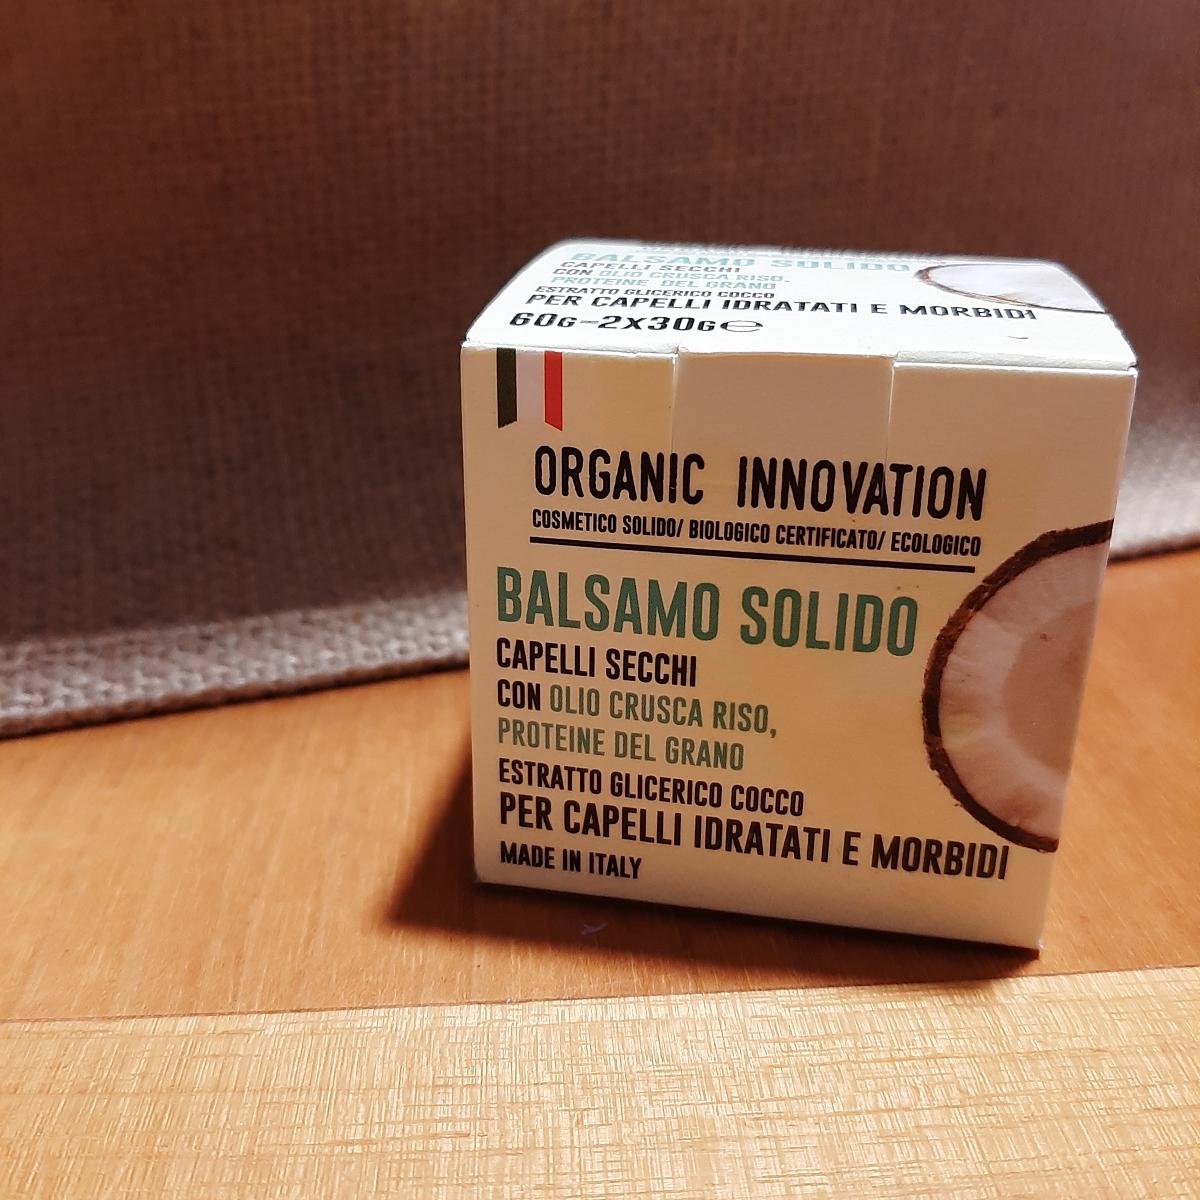 BALSAMO SOLIDO
CAPELLI SECCHI
CON OLIO CRUSCA RISO,
PROTEINE DEL GRANO
ESTRATTO GLICERICO COCCO
PER CAPELLI IDRATATI E MORBIDI
60G-2X30G℮
ORGANIC INNOVATION
COSMETICO SOLIDO/ BIOLOGICO CERTIFICATO/ ECOLOGICO
BALSAMO SOLIDO
CAPELLI SECCHI
CON OLIO CRUSCA RISO,
PROTEINE DEL GRANO
ESTRATTO GLICERICO COCCO
PER CAPELLI IDRATATI E MORBIDI
MADE IN ITALY